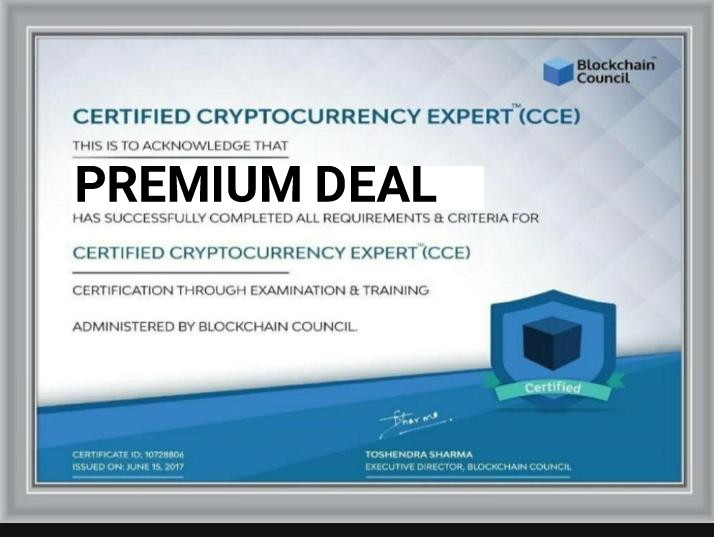 Blockchain™
Council
CERTIFIED CRYPTOCURRENCY EXPERT™(CCE)
THIS IS TO ACKNOWLEDGE THAT
PREMIUM DEAL
HAS SUCCESSFULLY COMPLETED ALL REQUIREMENTS & CRITERIA FOR
CERTIFIED CRYPTOCURRENCY EXPERT™(CCE)
CERTIFICATION THROUGH EXAMINATION & TRAINING
ADMINISTERED BY BLOCKCHAIN COUNCIL.
Certified
Sharma
CERTIFICATE ID: 10728806
ISSUED ON: JUNE 15, 2017
TOSHENDRA SHARMA
EXECUTIVE DIRECTOR, BLOCKCHAIN COUNCIL